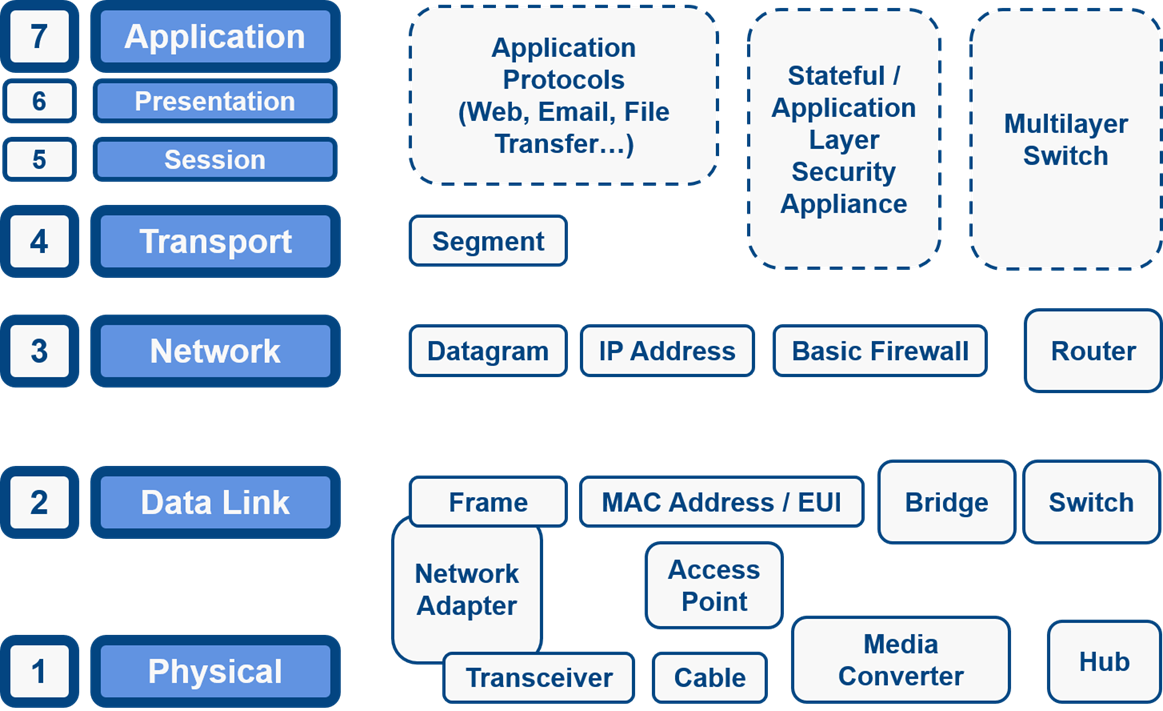 7
Application
Application
Protocols
(Web, Email, File
Transfer…)
Stateful /
Application
Layer
Security
Appliance
Multilayer
Switch
6
Presentation
5
Session
4
Transport
Segment
3
Network
Datagram
IP Address
Basic Firewall
Router
2
Data Link
Frame
MAC Address / EUI
Bridge
Switch
Network
Adapter
Access
Point
1
Physical
Transceiver
Cable
Media
Converter
Hub